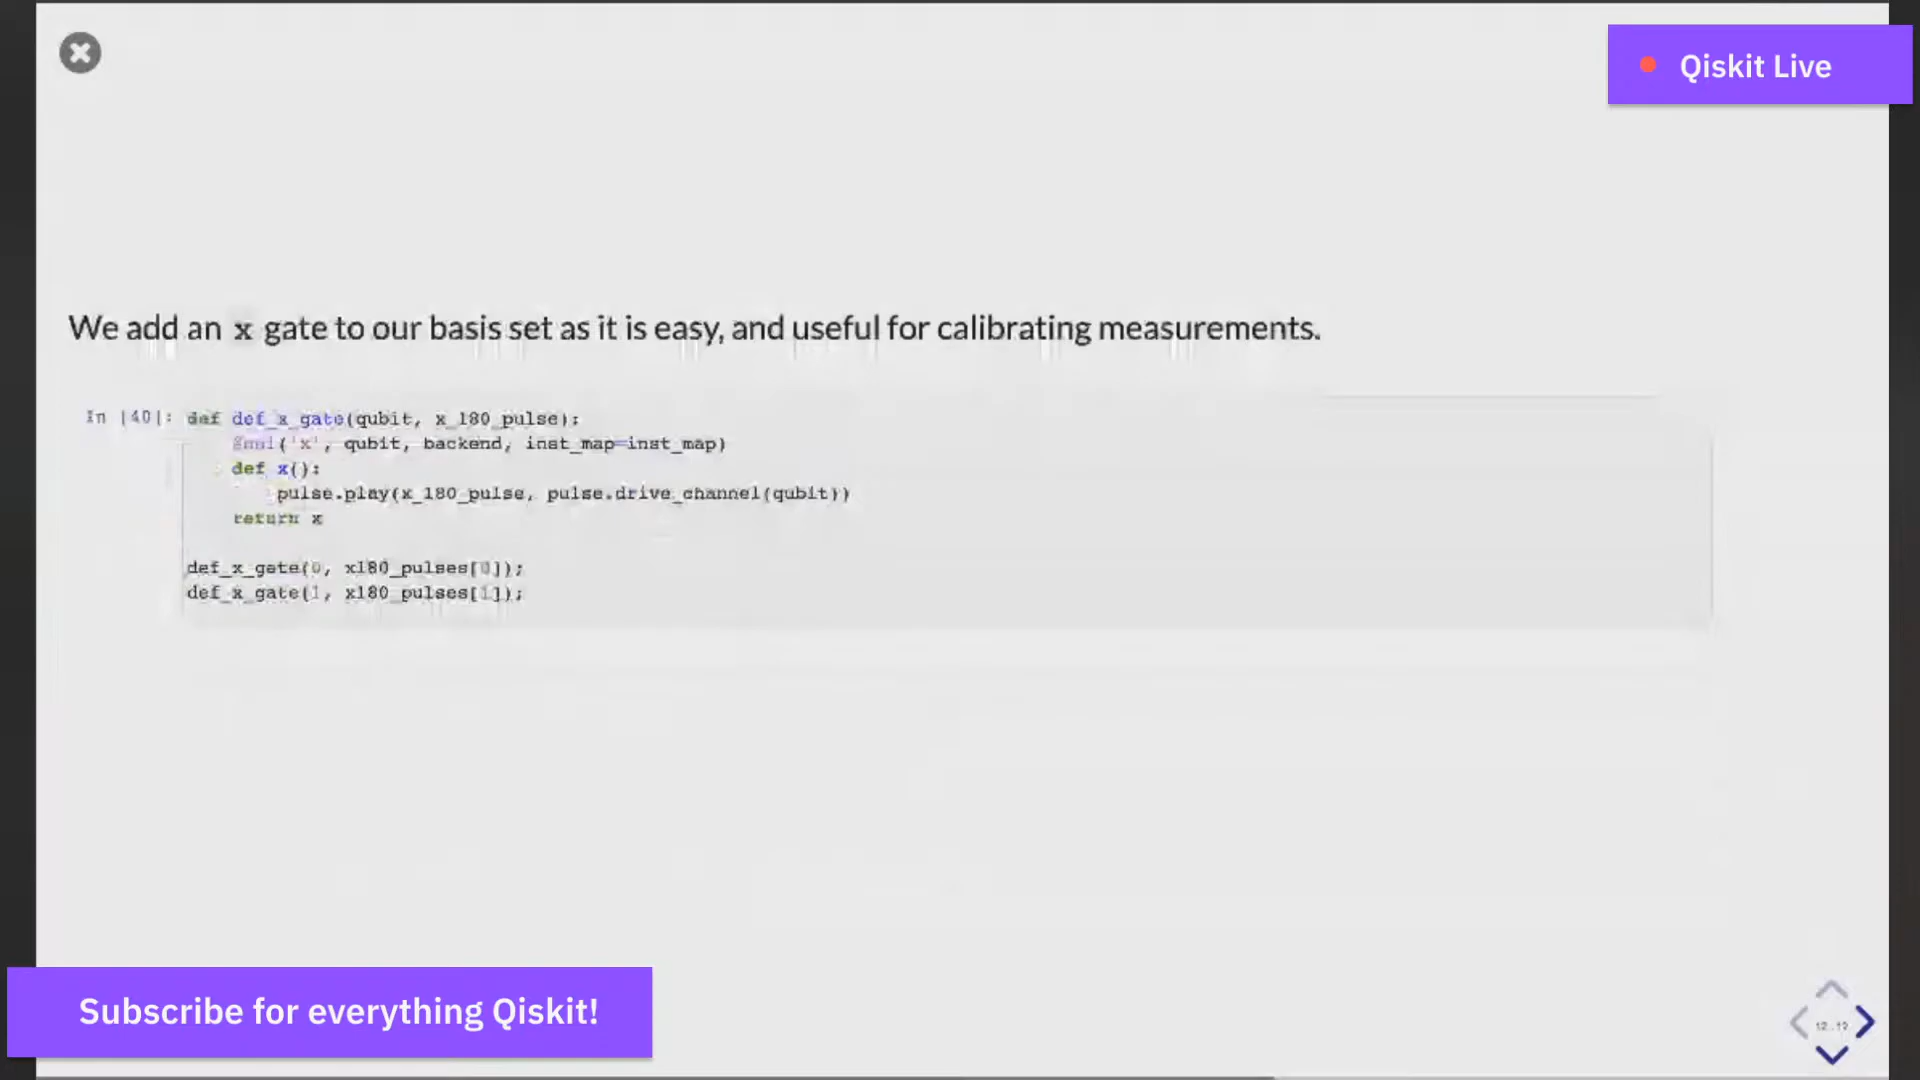 Qiskit Live
We add an x gate to our basis set as it is easy, and useful for calibrating measurements.
In [40]: def def_x_gate(qubit, x_180_pulse):
('x', qubit, backend, inst_map=inst_map)
def x():
pulse.play(x_180_pulse, pulse.drive_channel(qubit))
return x
def_x_gate(0, x180_pulses[0]);
def_x_gate(1, x180_pulses[1]);
Subscribe for everything Qiskit!